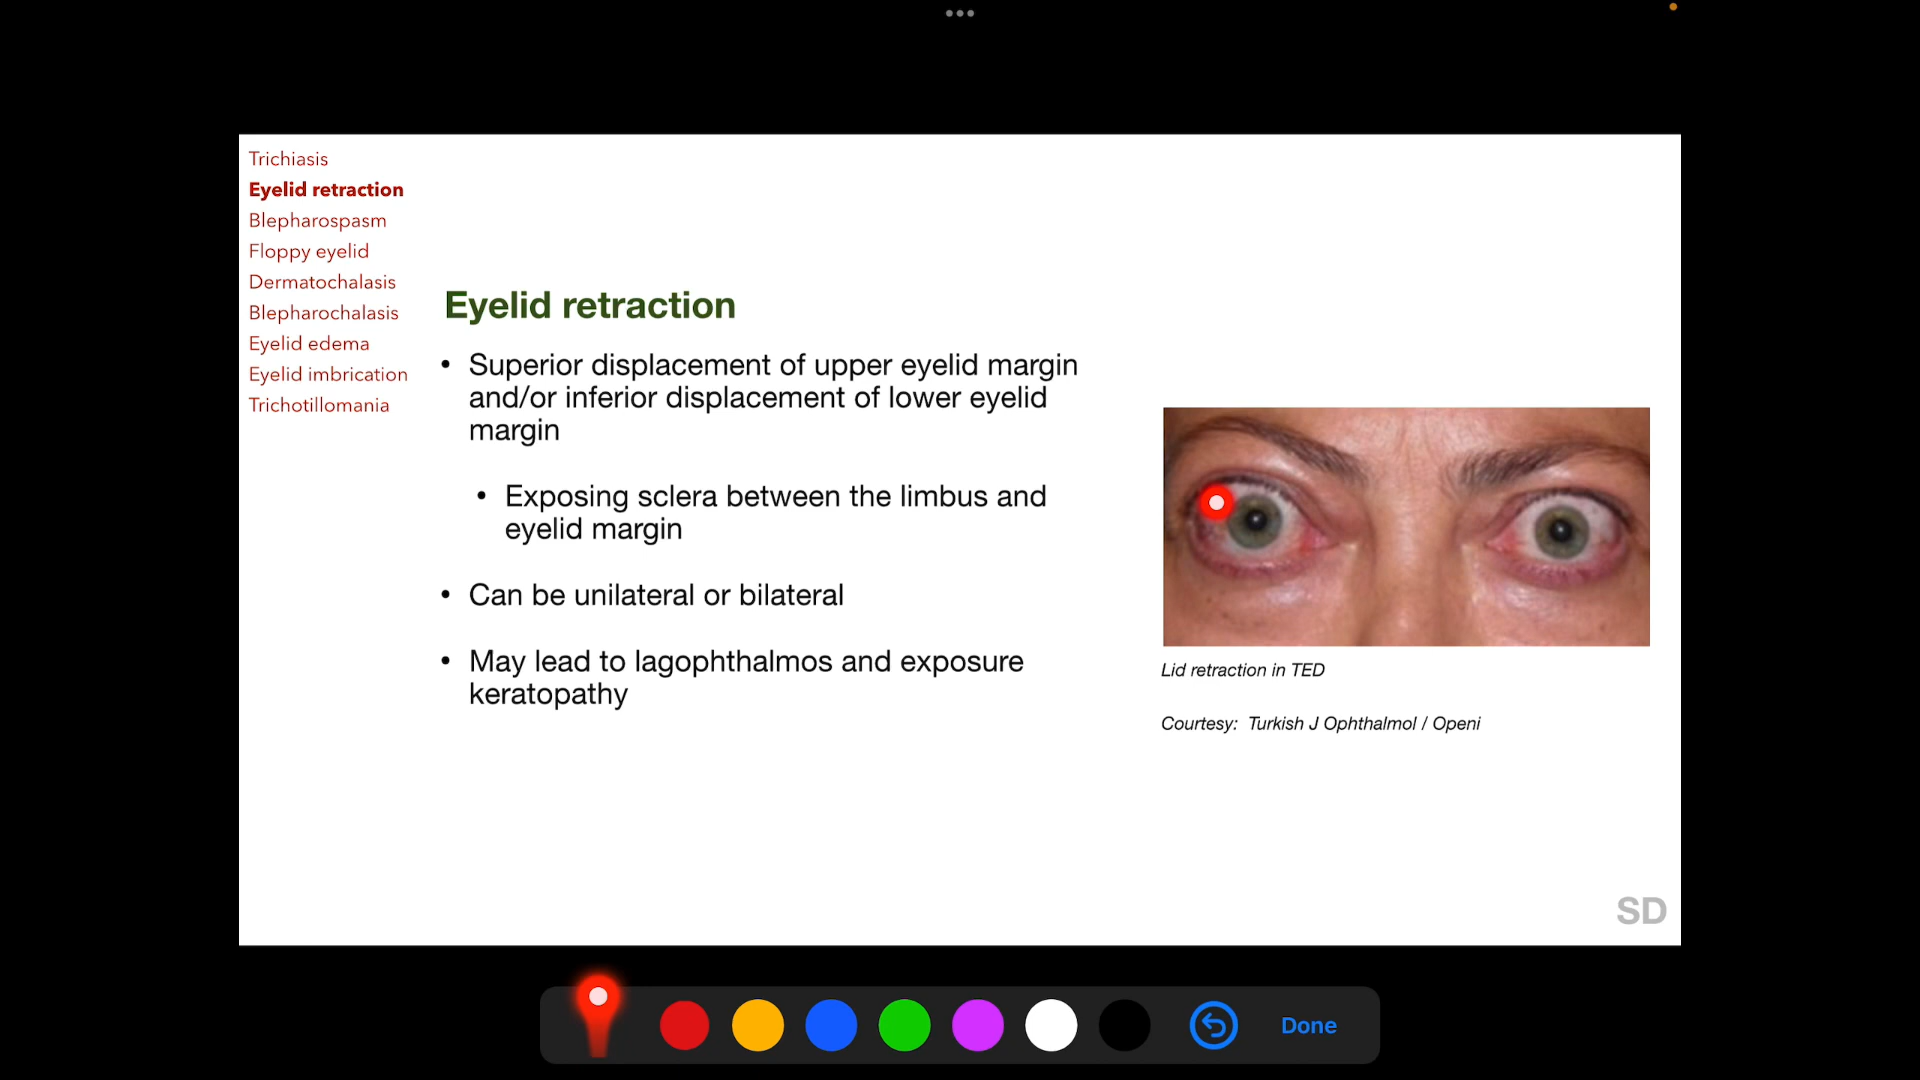 Trichiasis
Eyelid retraction
Blepharospasm
Floppy eyelid
Dermatochalasis
Blepharochalasis
Eyelid edema
Eyelid imbrication
Trichotillomania
Eyelid retraction
• Superior displacement of upper eyelid margin
and/or inferior displacement of lower eyelid
margin
• Exposing sclera between the limbus and
eyelid margin
• Can be unilateral or bilateral
• May lead to lagophthalmos and exposure
keratopathy
Lid retraction in TED
Courtesy: Turkish J Ophthalmol / Openi
SD
Done